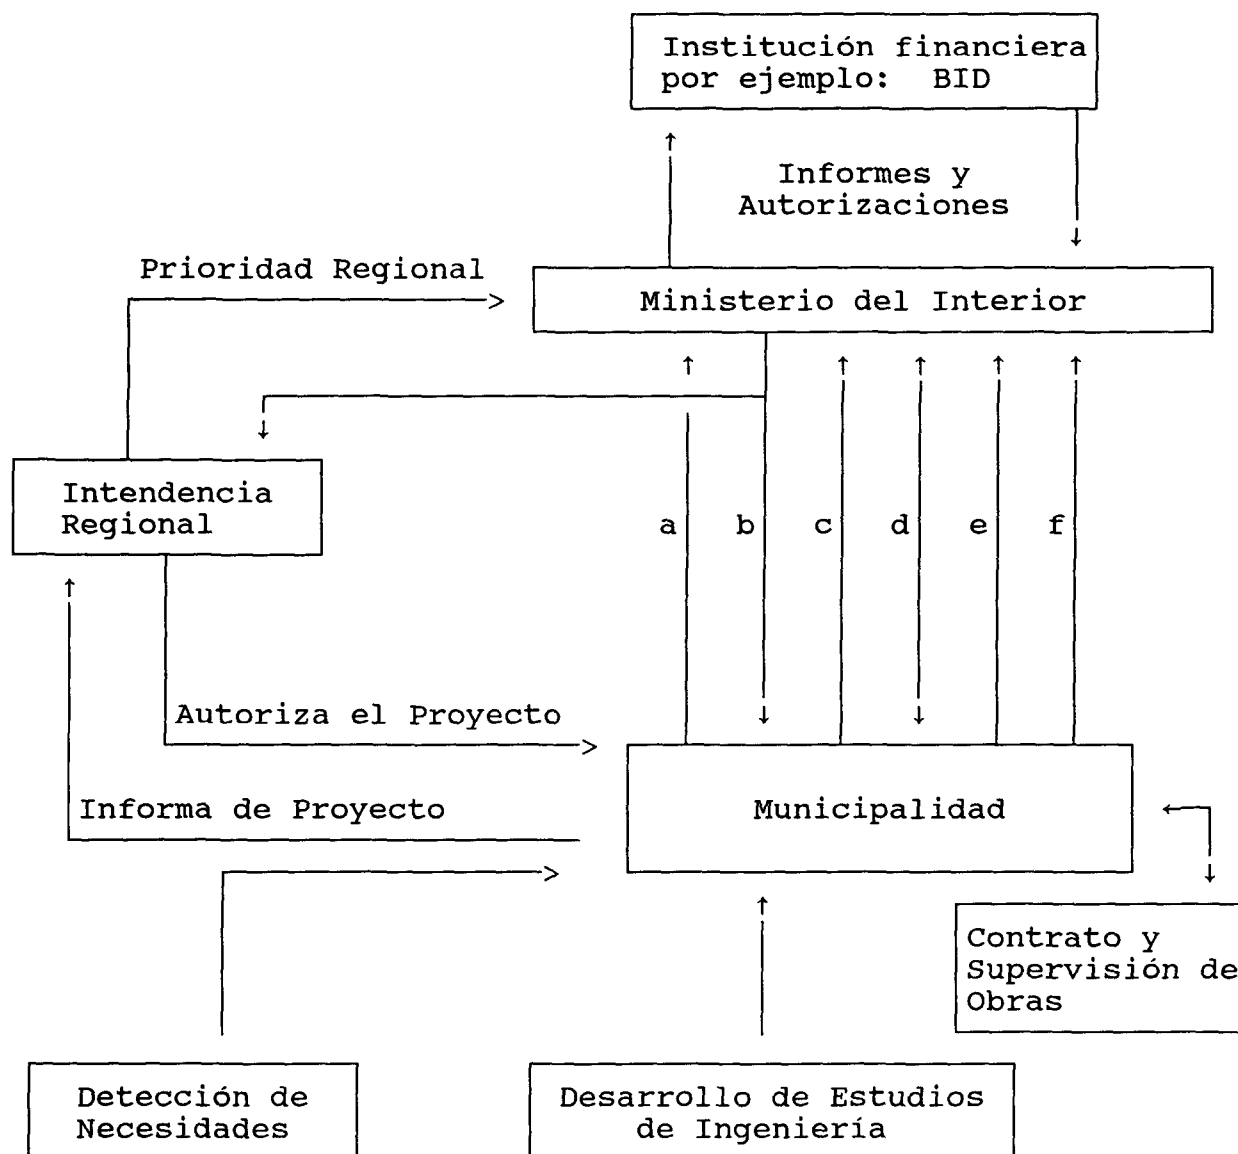 Institución financiera
por ejemplo: BID
Informes y
Autorizaciones
Prioridad Regional
Ministerio del Interior
Intendencia
Regional
a b c d e f
Autoriza el Proyecto
Informa de Proyecto
Municipalidad
Contrato y
Supervisión de
Obras
Detección de
Necesidades
Desarrollo de Estudios
de Ingeniería